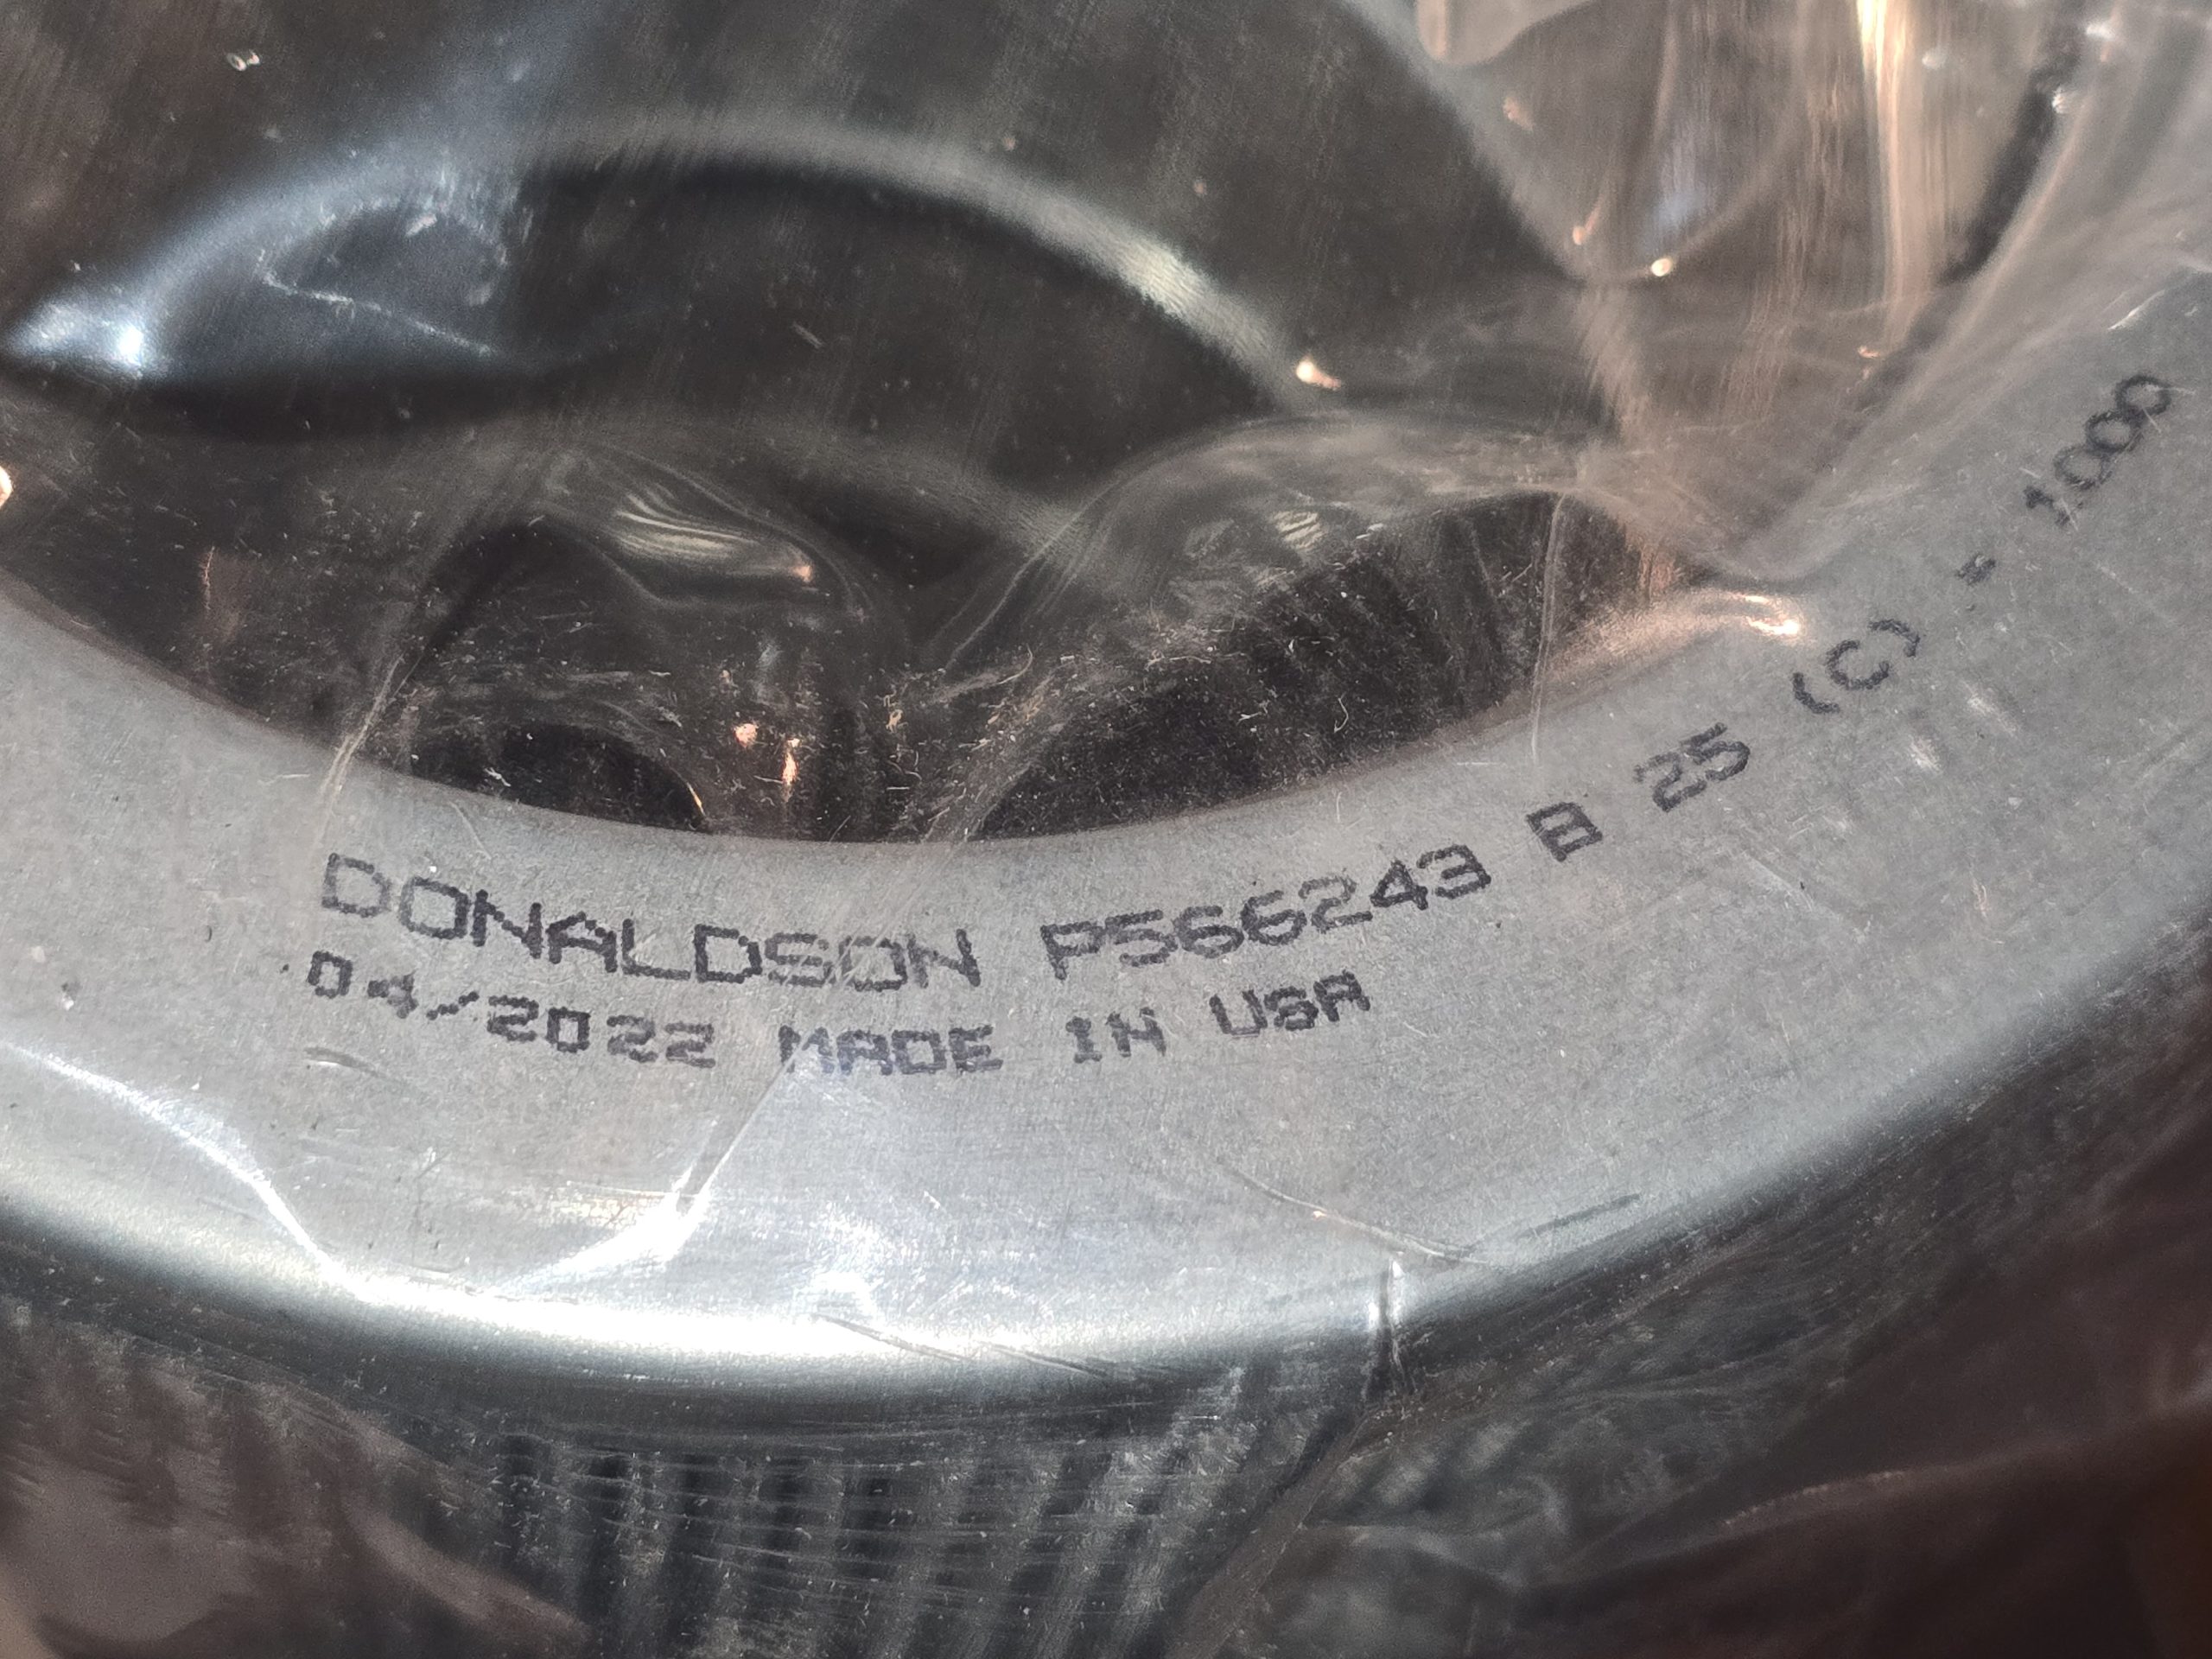 DONALDSON P566243 B 25 (C) = 1000
04/2022 MADE IN USA